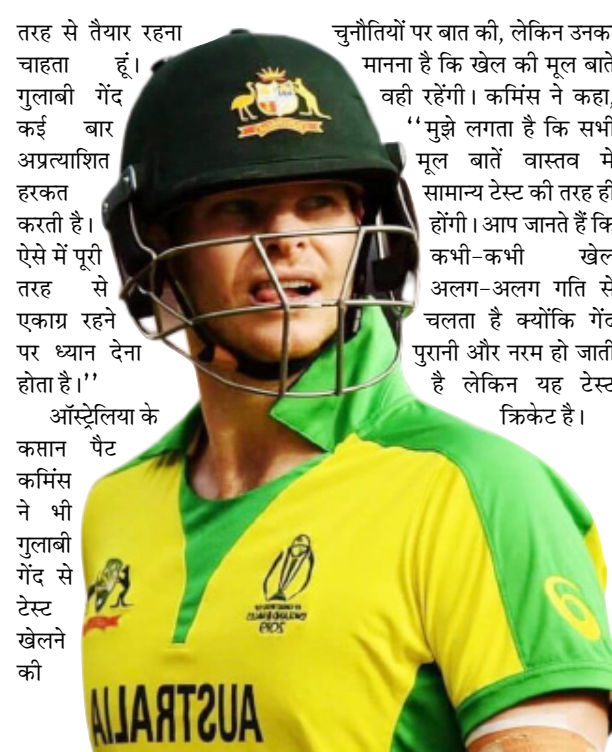 तरह से तैयार रहना
चाहता हूं।
गुलाबी गेंद
कई बार
अप्रत्याशित
हरकत
करती है।
ऐसे में पूरी
तरह से
एकाग्र रहने
पर ध्यान देना
होता है।’’
ऑस्ट्रेलिया के
कप्तान पैट
कमिंस
ने भी
गुलाबी
गेंद से
टेस्ट
खेलने
की
चुनौतियों पर बात की, लेकिन उनका
मानना है कि खेल की मूल बातें
वही रहेंगी। कमिंस ने कहा,
‘‘मुझे लगता है कि सभी
मूल बातें वास्तव में
सामान्य टेस्ट की तरह ही
होंगी। आप जानते हैं कि
कभी-कभी खेल
अलग-अलग गति से
चलता है क्योंकि गेंद
पुरानी और नरम हो जाती
है लेकिन यह टेस्ट
क्रिकेट है।
AUSTRALIA
6